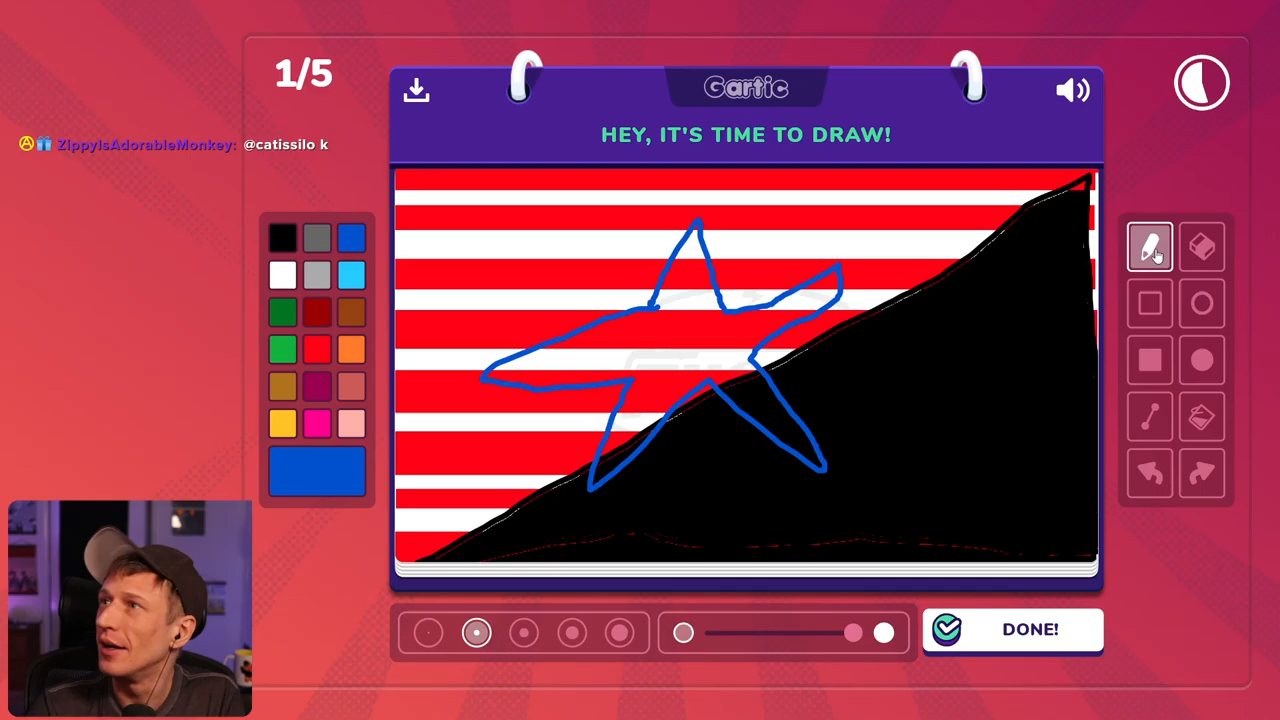 1/5
Gartic
HEY, IT'S TIME TO DRAW!
ZippyIsAdorableMonkey: @catissilo k
DONE!